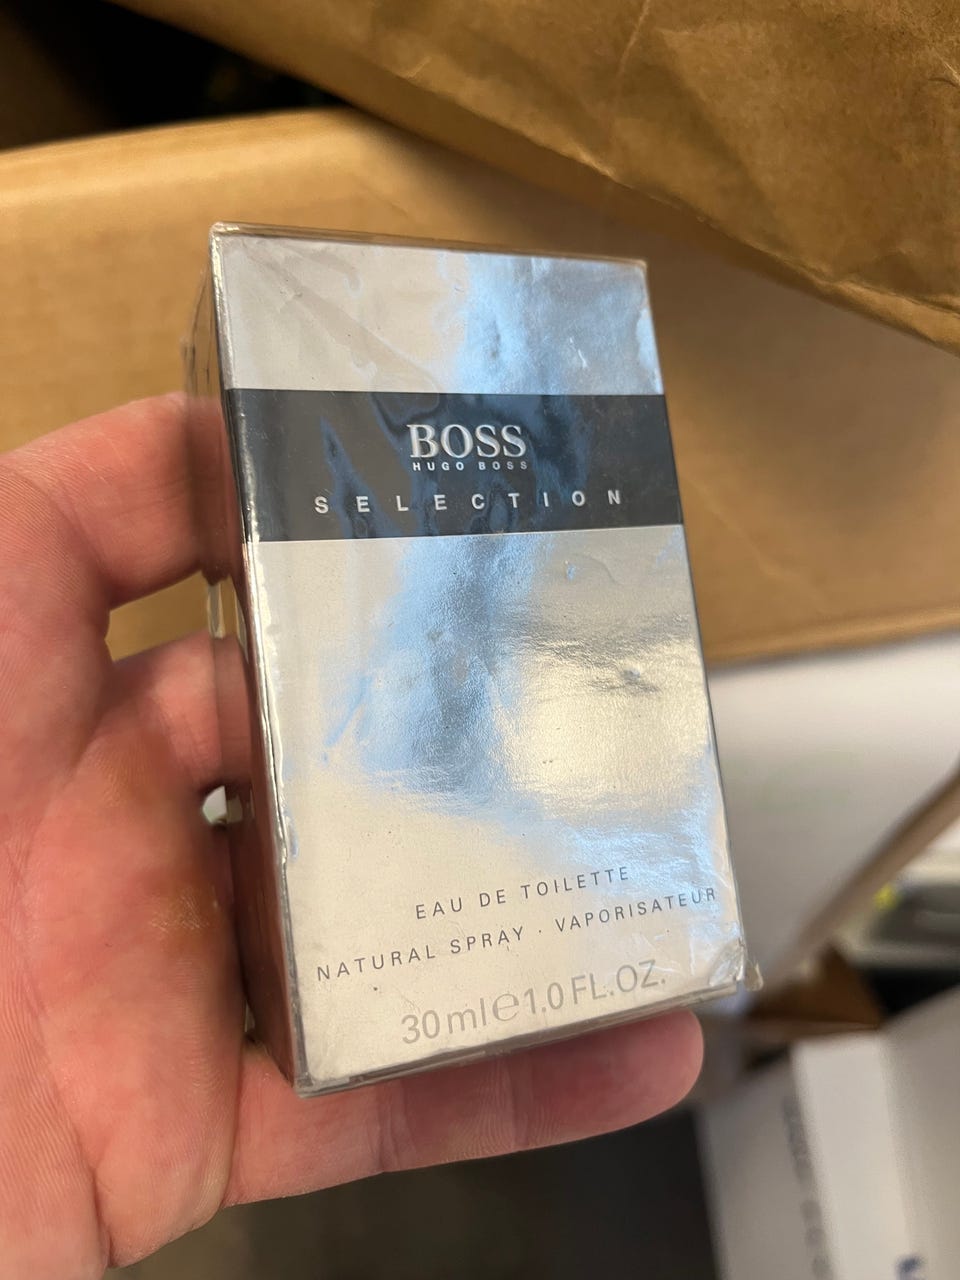 BOSS
HUGO BOSS
SELECTION
EAU DE TOILETTE
NATURAL SPRAY · VAPORISATEUR
30 ml ℮ 1.0 FL.OZ.